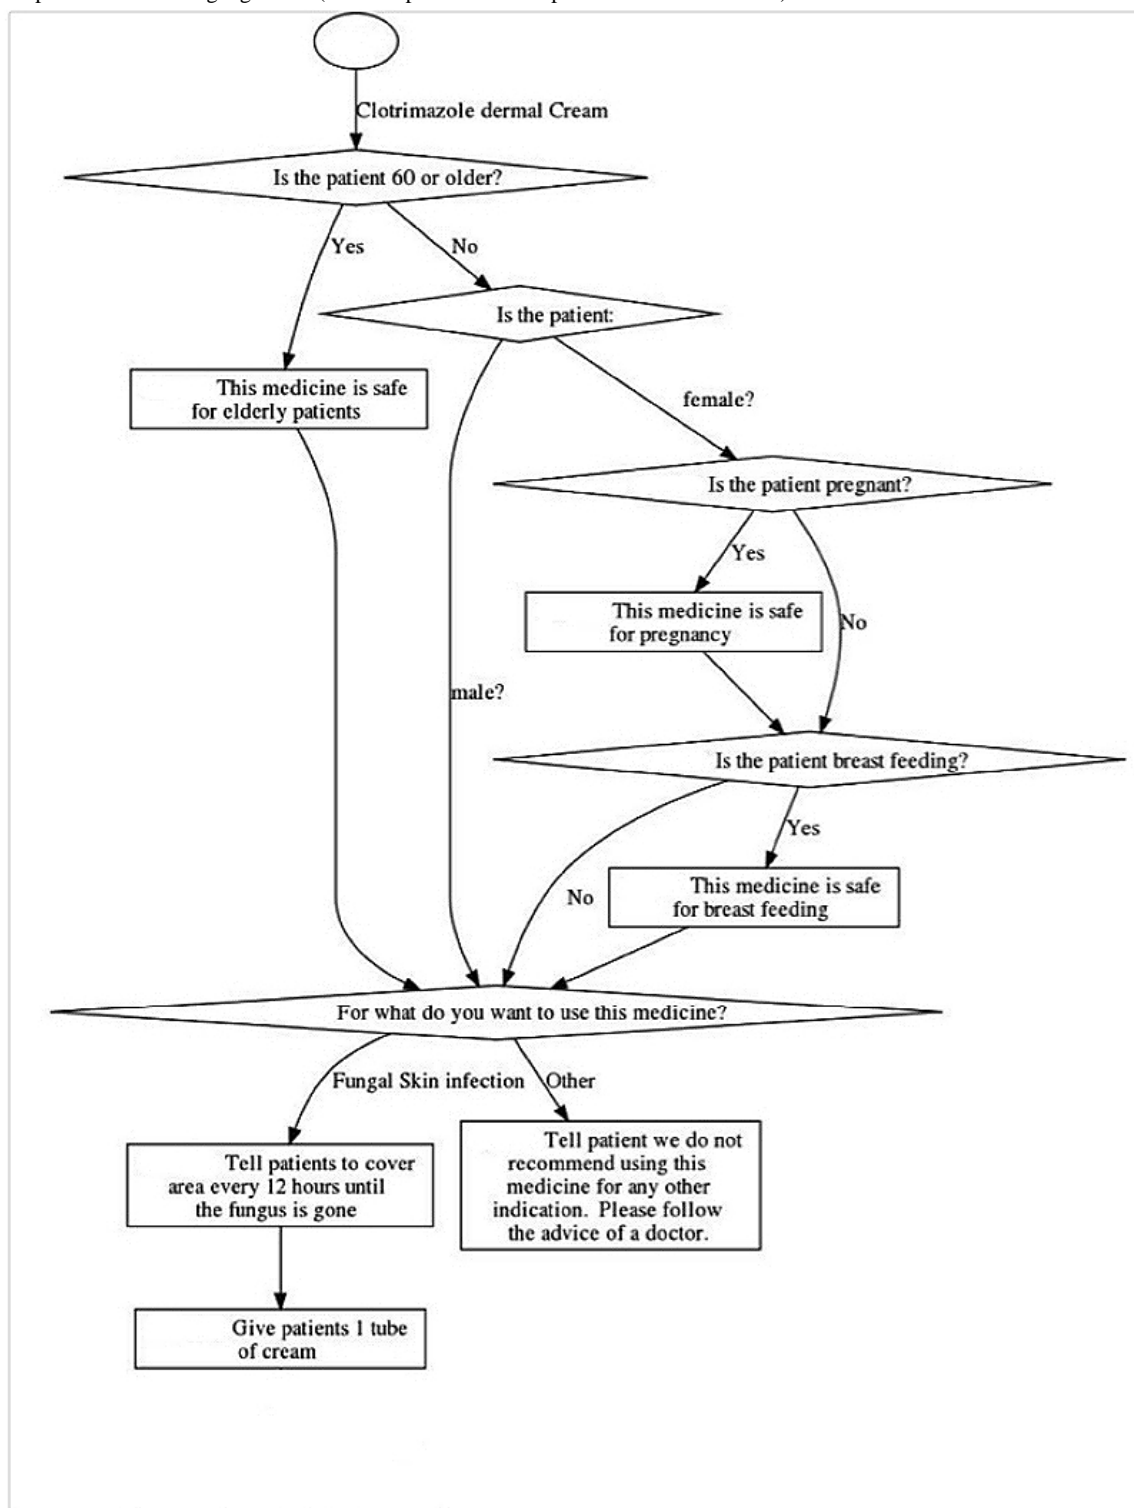 Clotrimazole dermal Cream
Is the patient 60 or older?
Yes
No
Is the patient:
This medicine is safe
for elderly patients
female?
Is the patient pregnant?
Yes
This medicine is safe
for pregnancy
No
male?
Is the patient breast feeding?
Yes
No
This medicine is safe
for breast feeding
For what do you want to use this medicine?
Fungal Skin infection
Other
Tell patients to cover
area every 12 hours until
the fungus is gone
Tell patient we do not
recommend using this
medicine for any other
indication. Please follow
the advice of a doctor.
Give patients 1 tube
of cream